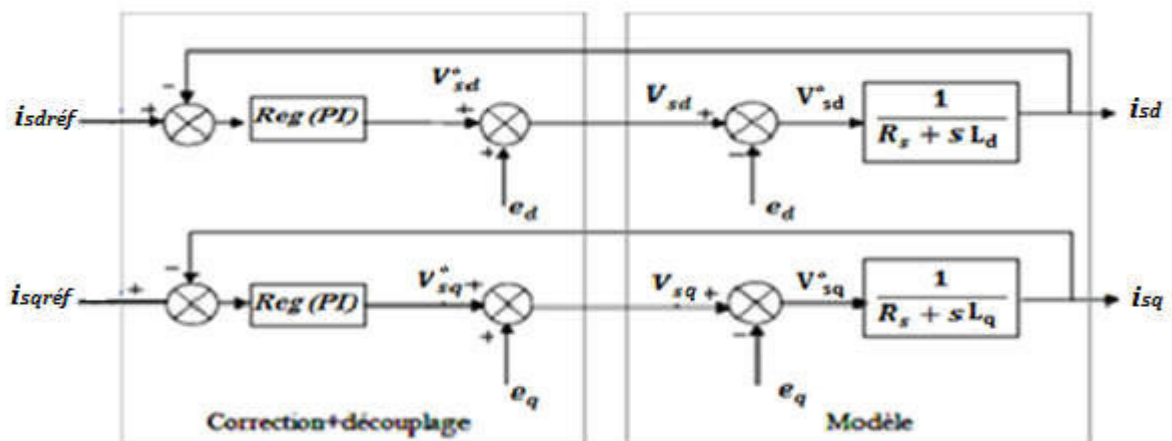 isdréf
+
−
Reg (PI)
V*sd
+
+
ed
Vsd
+
−
V*sd
ed
1
Rs + s Ld
isd
isqréf
+
−
Reg (PI)
V*sq
+
+
eq
Vsq
+
−
V*sq
eq
1
Rs + s Lq
isq
Correction+découplage
Modèle